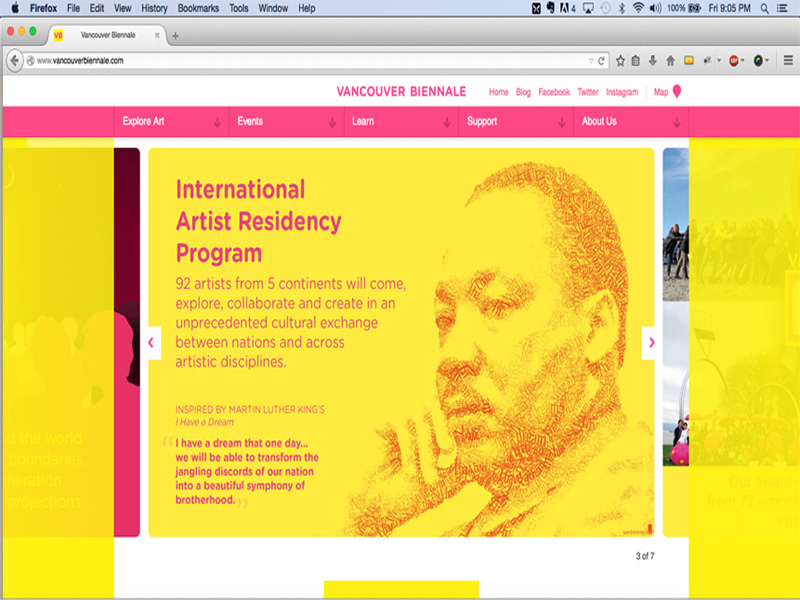 Firefox File Edit View History Bookmarks Tools Window Help
4 100% Fri 9:05 PM
VB Vancouver Biennale
www.vancouverbiennale.com
VANCOUVER BIENNALE Home Blog Facebook Twitter Instagram Map
Explore Art Events Learn Support About Us
International
Artist Residency
Program
92 artists from 5 continents will come,
explore, collaborate and create in an
unprecedented cultural exchange
between nations and across
artistic disciplines.
INSPIRED BY MARTIN LUTHER KING'S
I Have a Dream
“I have a dream that one day...
we will be able to transform the
jangling discords of our nation
into a beautiful symphony of
brotherhood.”
d the world
boundaries,
neration.
projections.
Our award-
from 72 school
3 of 7